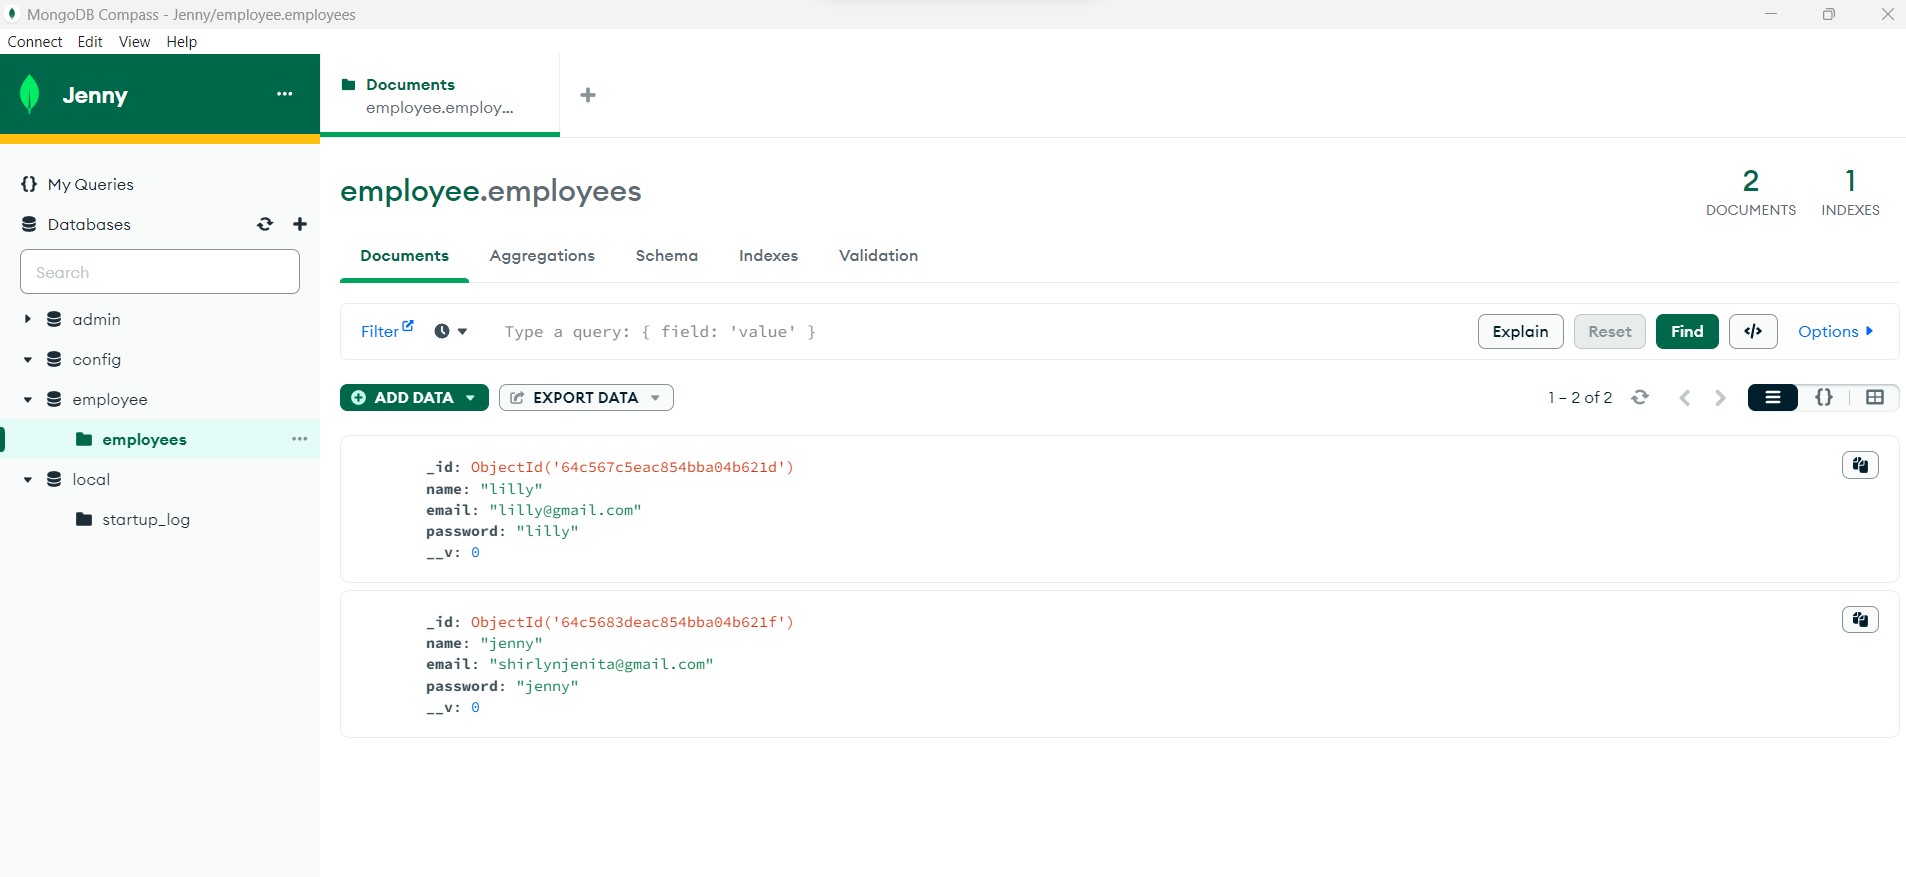 MongoDB Compass - Jenny/employee.employees
Connect Edit View Help
Jenny
Documents
employee.employ...
My Queries
Databases
Search
admin
config
employee
employees
local
startup_log
employee.employees
2
DOCUMENTS
1
INDEXES
Documents Aggregations Schema Indexes Validation
Filter Type a query: { field: 'value' } Explain Reset Find </> Options
ADD DATA EXPORT DATA 1 – 2 of 2 {}
_id: ObjectId('64c567c5eac854bba04b621d')
name: "lilly"
email: "lilly@gmail.com"
password: "lilly"
__v: 0
_id: ObjectId('64c5683deac854bba04b621f')
name: "jenny"
email: "shirlynjenita@gmail.com"
password: "jenny"
__v: 0